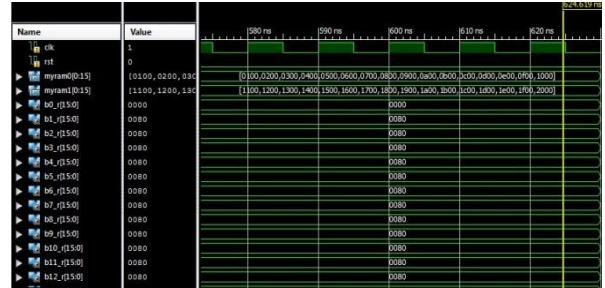 624.619 ns
Name Value 580 ns 590 ns 600 ns 610 ns 620 ns
clk 1
rst 0
myram0[0:15] [0100,0200,030 [0100,0200,0300,0400,0500,0600,0700,0800,0900,0a00,0b00,0c00,0d00,0e00,0f00,1000]
myram1[0:15] [1100,1200,130 [1100,1200,1300,1400,1500,1600,1700,1800,1900,1a00,1b00,1c00,1d00,1e00,1f00,2000]
b0_r[15:0] 0000 0000
b1_r[15:0] 0080 0080
b2_r[15:0] 0080 0080
b3_r[15:0] 0080 0080
b4_r[15:0] 0080 0080
b5_r[15:0] 0080 0080
b6_r[15:0] 0080 0080
b7_r[15:0] 0080 0080
b8_r[15:0] 0080 0080
b9_r[15:0] 0080 0080
b10_r[15:0] 0080 0080
b11_r[15:0] 0080 0080
b12_r[15:0] 0080 0080